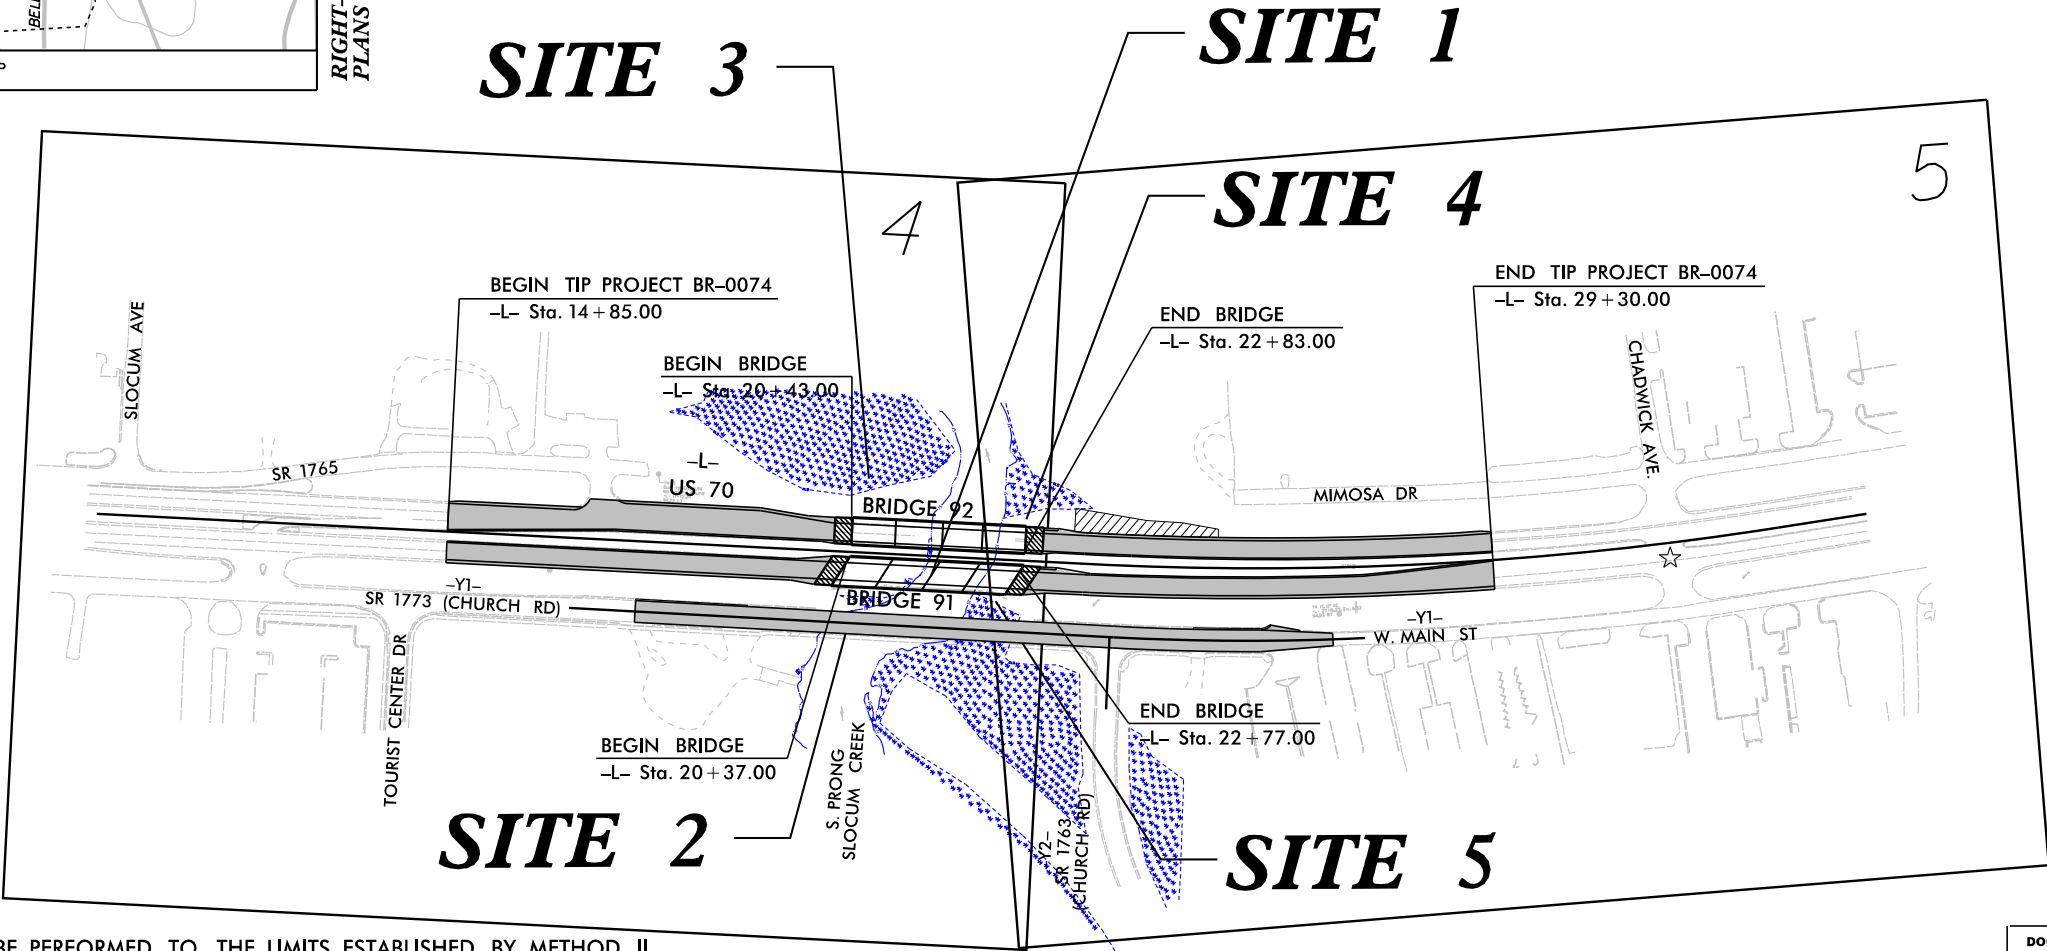 RIGHT-
PLANS
SITE 3
SITE 1
SITE 4
4
5
BEGIN TIP PROJECT BR–0074
–L– Sta. 14+85.00
END TIP PROJECT BR–0074
–L– Sta. 29+30.00
END BRIDGE
–L– Sta. 22+83.00
BEGIN BRIDGE
–L– Sta. 20+43.00
SLOCUM AVE
CHADWICK AVE.
SR 1765
–L–
US 70
MIMOSA DR
BRIDGE 92
–Y1–
SR 1773 (CHURCH RD)
BRIDGE 91
–Y1–
W. MAIN ST
TOURIST CENTER DR
END BRIDGE
–L– Sta. 22+77.00
BEGIN BRIDGE
–L– Sta. 20+37.00
S. PRONG
SLOCUM CREEK
–Y2–
SR 1763
(CHURCH RD)
SITE 2
SITE 5
BE PERFORMED TO THE LIMITS ESTABLISHED BY METHOD II